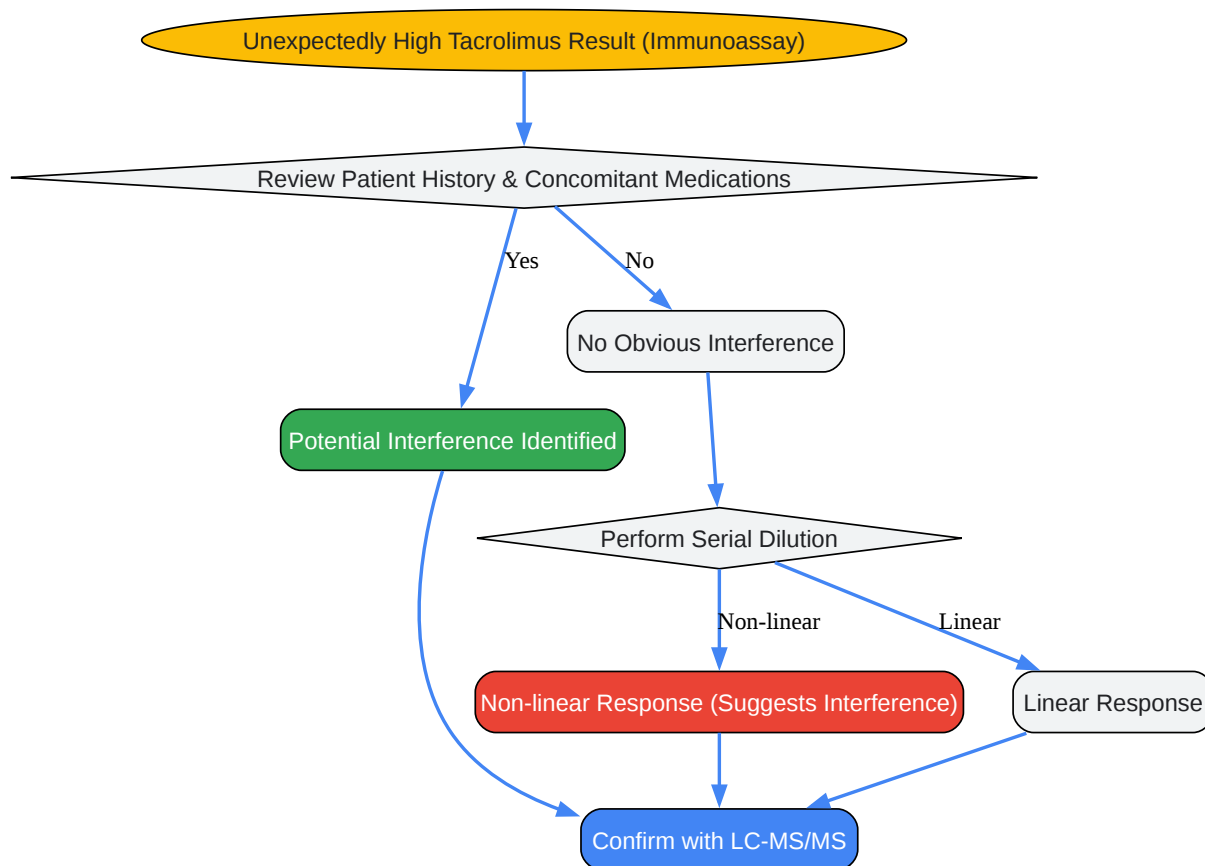 Unexpectedly High Tacrolimus Result (Immunoassay)
Review Patient History & Concomitant Medications
Yes
No
No Obvious Interference
Potential Interference Identified
Perform Serial Dilution
Non-linear
Linear
Non-linear Response (Suggests Interference)
Linear Response
Confirm with LC-MS/MS